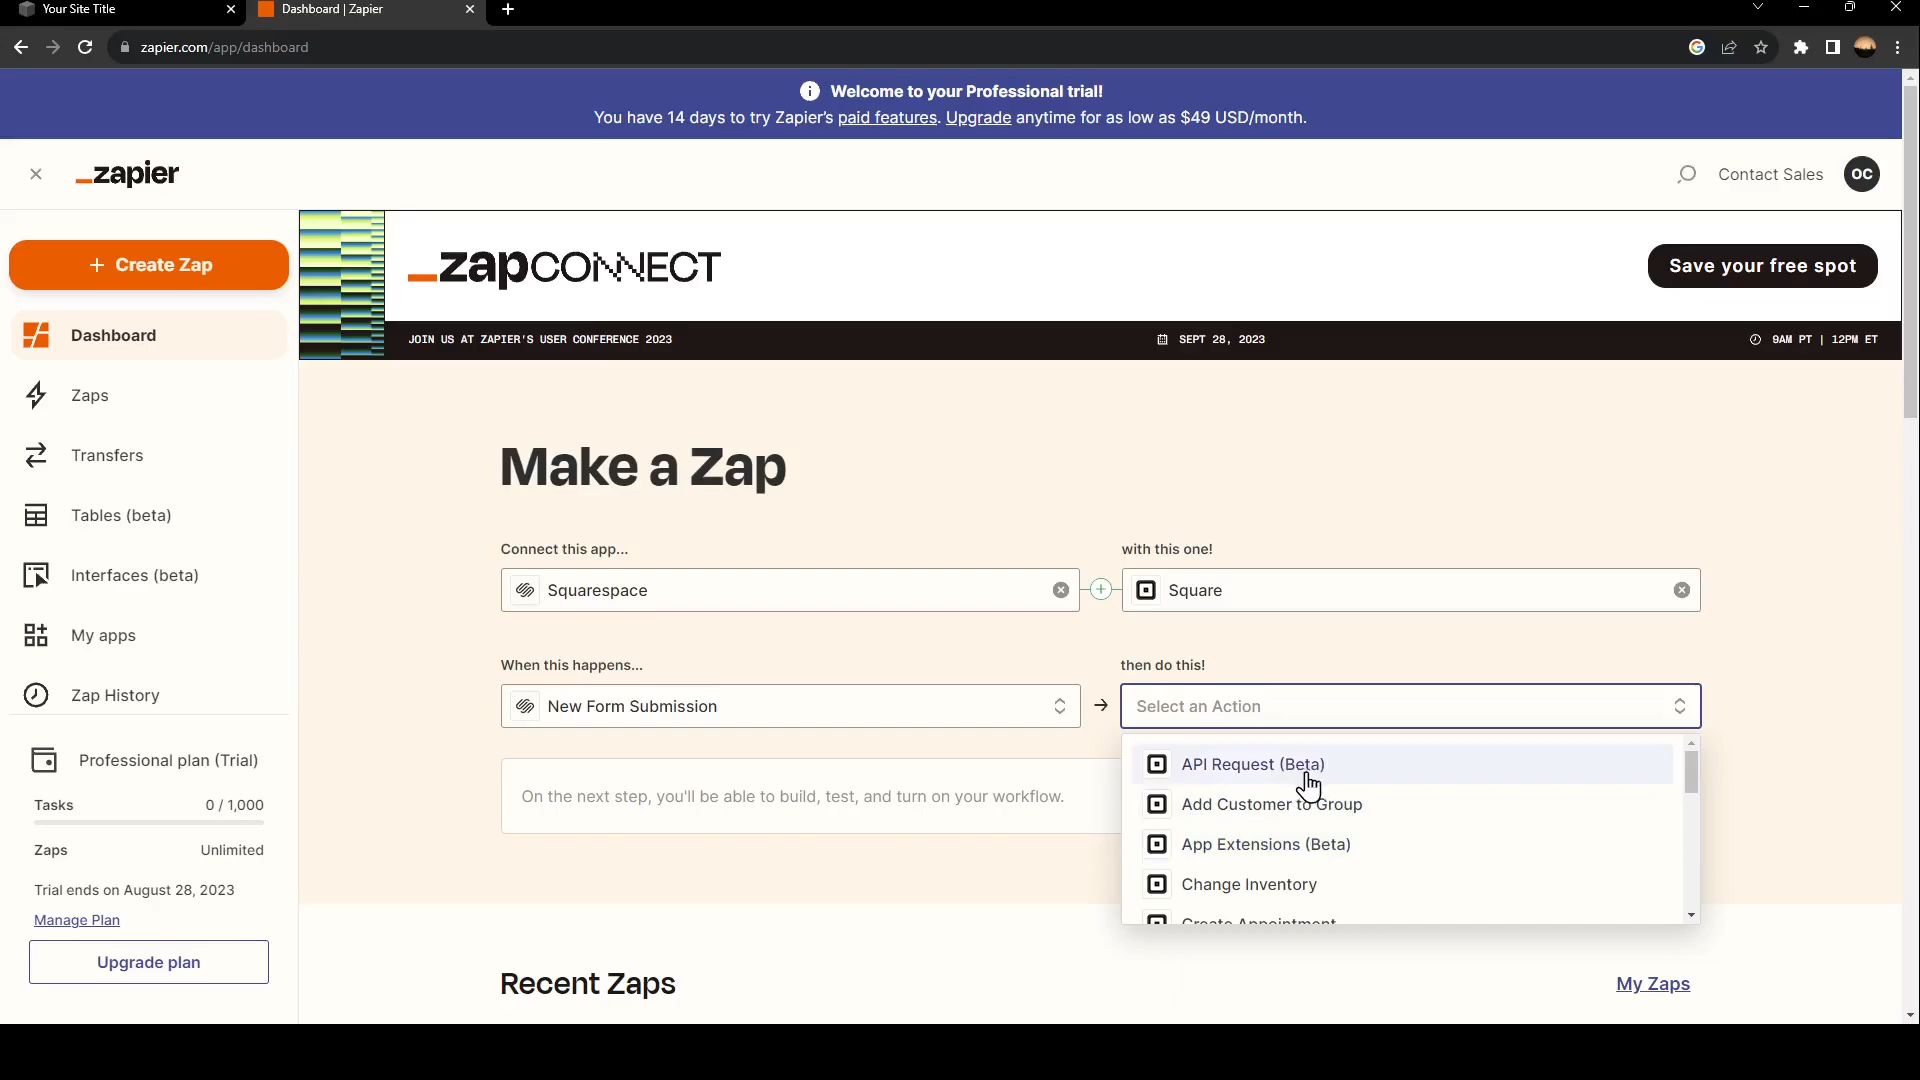 Your Site Title
Dashboard | Zapier
zapier.com/app/dashboard
Welcome to your Professional trial!
You have 14 days to try Zapier's paid features. Upgrade anytime for as low as $49 USD/month.
_zapier
Contact Sales
OC
+ Create Zap
Dashboard
Zaps
Transfers
Tables (beta)
Interfaces (beta)
My apps
Zap History
Professional plan (Trial)
Tasks 0 / 1,000
Zaps Unlimited
Trial ends on August 28, 2023
Manage Plan
Upgrade plan
_zapCONNECT
Save your free spot
JOIN US AT ZAPIER'S USER CONFERENCE 2023
SEPT 28, 2023
9AM PT | 12PM ET
Make a Zap
Connect this app...
with this one!
Squarespace
Square
When this happens...
then do this!
New Form Submission
Select an Action
On the next step, you'll be able to build, test, and turn on your workflow.
API Request (Beta)
Add Customer to Group
App Extensions (Beta)
Change Inventory
Create Appointment
Recent Zaps
My Zaps